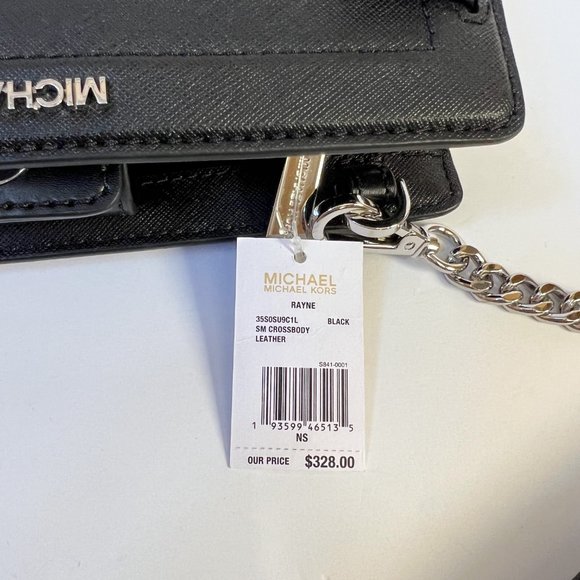 MICHA
MICHAEL
MICHAEL KORS
RAYNE
35S0SU9C1L BLACK
SM CROSSBODY
LEATHER
S841-0001
1 93599 46513 5
NS
OUR PRICE $328.00